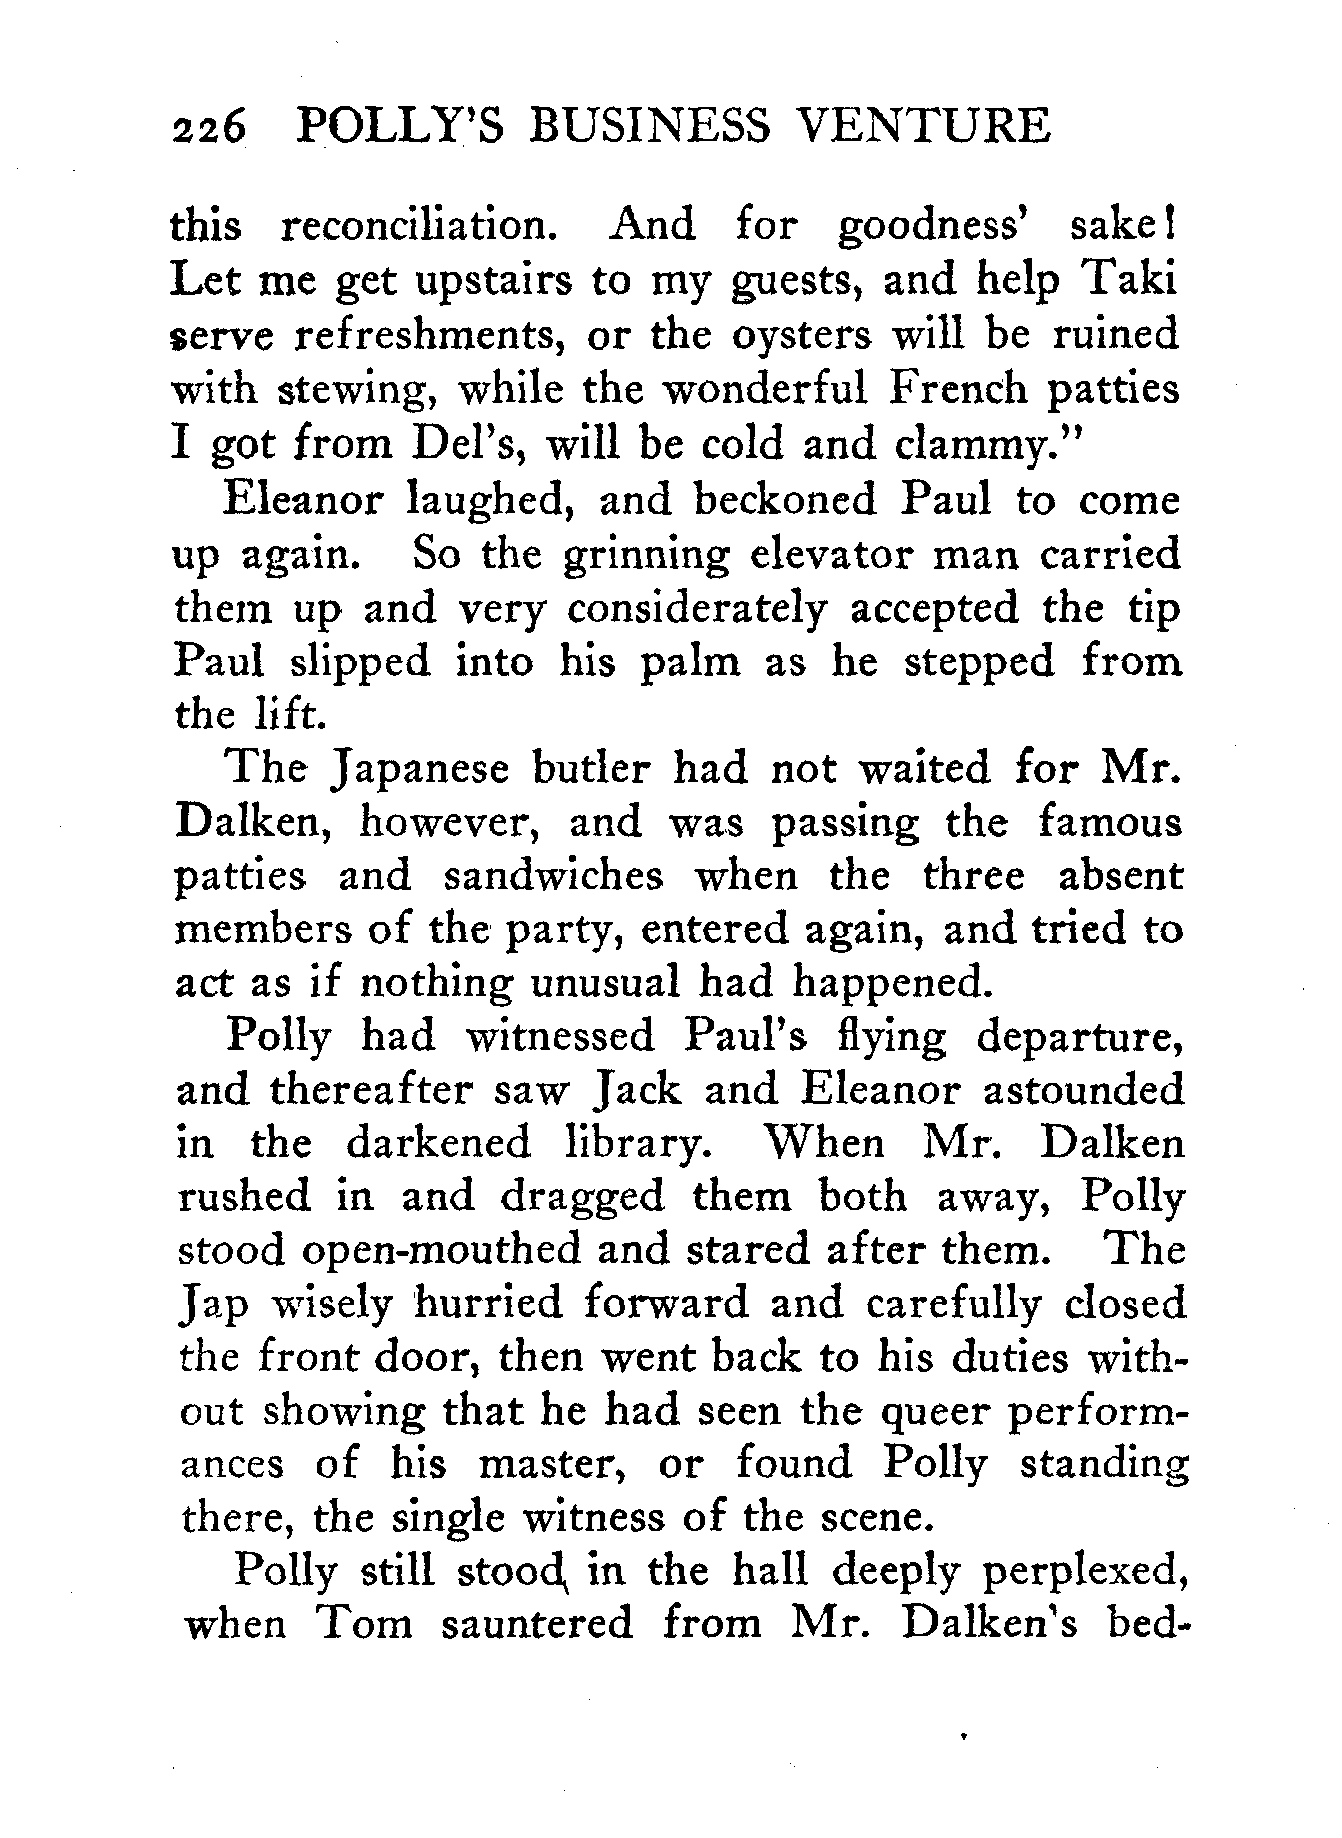 226 POLLY'S BUSINESS VENTURE
this reconciliation. And for goodness' sake!
Let me get upstairs to my guests, and help Taki
serve refreshments, or the oysters will be ruined
with stewing, while the wonderful French patties
I got from Del's, will be cold and clammy."
Eleanor laughed, and beckoned Paul to come
up again. So the grinning elevator man carried
them up and very considerately accepted the tip
Paul slipped into his palm as he stepped from
the lift.
The Japanese butler had not waited for Mr.
Dalken, however, and was passing the famous
patties and sandwiches when the three absent
members of the party, entered again, and tried to
act as if nothing unusual had happened.
Polly had witnessed Paul's flying departure,
and thereafter saw Jack and Eleanor astounded
in the darkened library. When Mr. Dalken
rushed in and dragged them both away, Polly
stood open-mouthed and stared after them. The
Jap wisely hurried forward and carefully closed
the front door, then went back to his duties with-
out showing that he had seen the queer perform-
ances of his master, or found Polly standing
there, the single witness of the scene.
Polly still stood in the hall deeply perplexed,
when Tom sauntered from Mr. Dalken's bed-